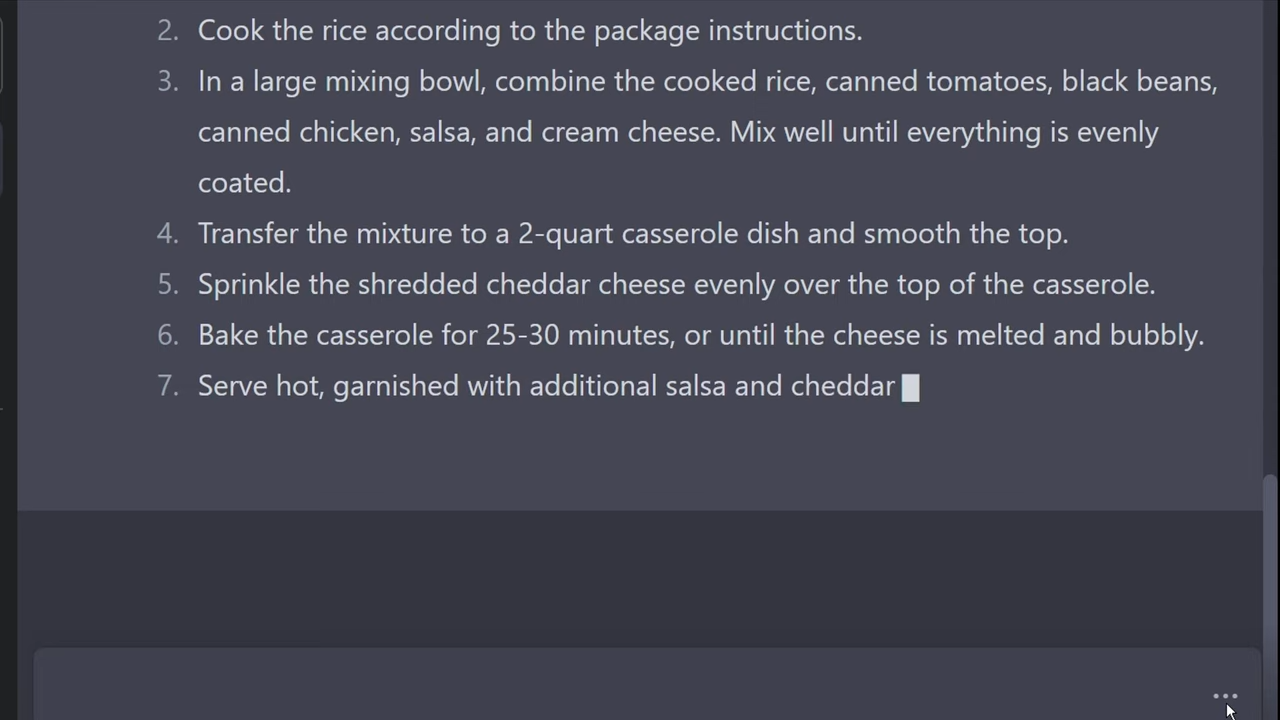 2. Cook the rice according to the package instructions.
3. In a large mixing bowl, combine the cooked rice, canned tomatoes, black beans,
canned chicken, salsa, and cream cheese. Mix well until everything is evenly
coated.
4. Transfer the mixture to a 2-quart casserole dish and smooth the top.
5. Sprinkle the shredded cheddar cheese evenly over the top of the casserole.
6. Bake the casserole for 25-30 minutes, or until the cheese is melted and bubbly.
7. Serve hot, garnished with additional salsa and cheddar